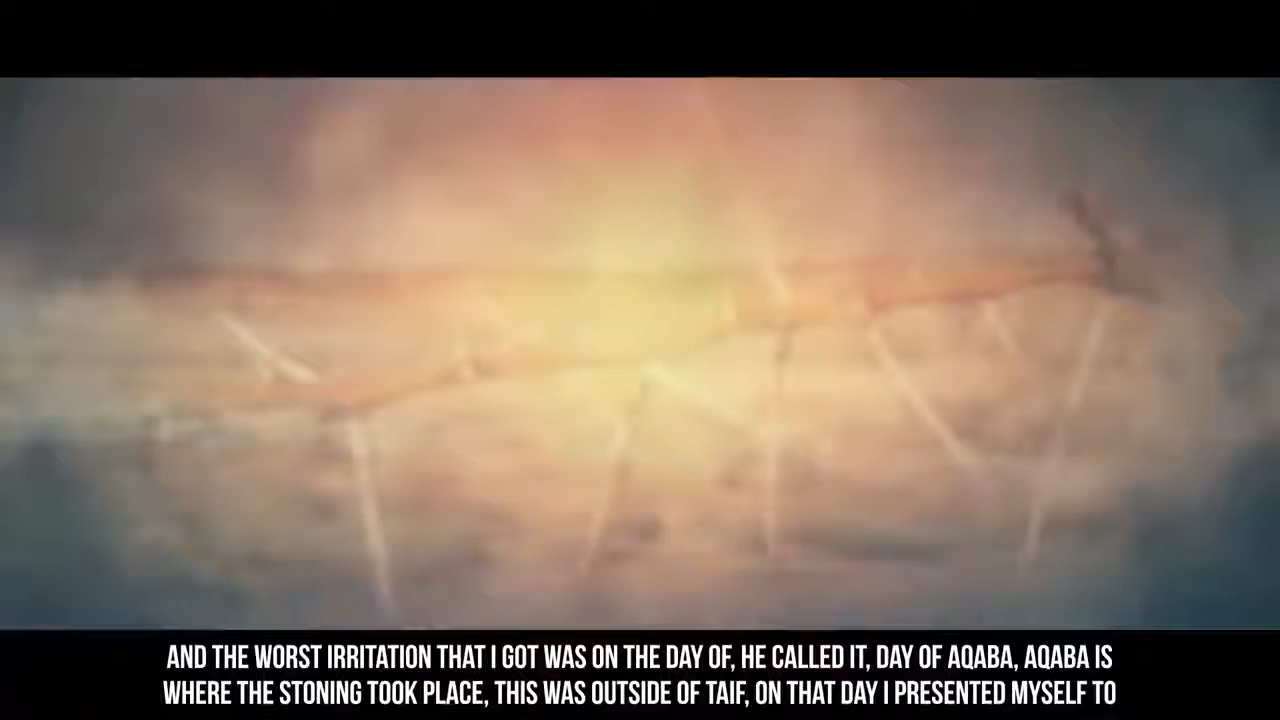 AND THE WORST IRRITATION THAT I GOT WAS ON THE DAY OF, HE CALLED IT, DAY OF AQABA, AQABA IS
WHERE THE STONING TOOK PLACE, THIS WAS OUTSIDE OF TAIF, ON THAT DAY I PRESENTED MYSELF TO